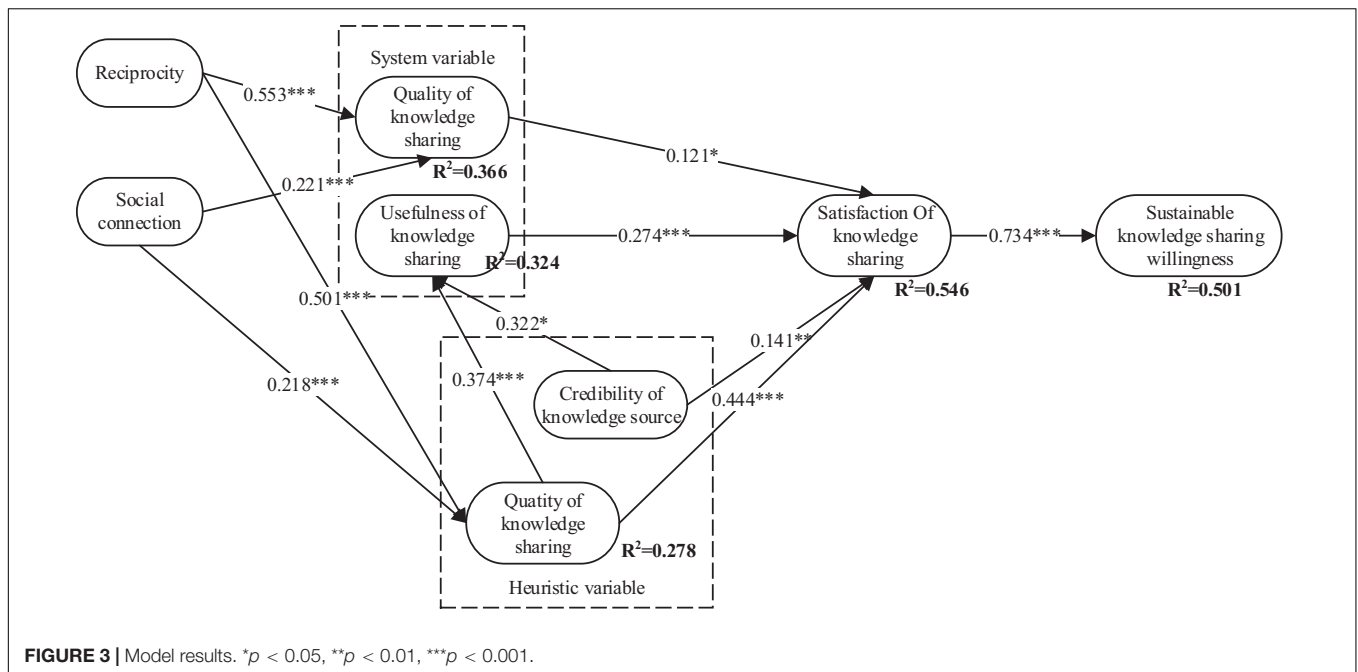 System variable
Reciprocity
0.553***
Quality of
knowledge
sharing
R²=0.366
0.121*
Social
connection
0.221***
Usefulness of
knowledge
sharing
R²=0.324
0.274***
Satisfaction Of
knowledge
sharing
R²=0.546
0.734***
Sustainable
knowledge sharing
willingness
R²=0.501
0.501***
0.322*
0.141**
0.218***
0.374***
Credibility of
knowledge source
0.444***
Quatity of
knowledge
sharing
R²=0.278
Heuristic variable
FIGURE 3 | Model results. *p < 0.05, **p < 0.01, ***p < 0.001.